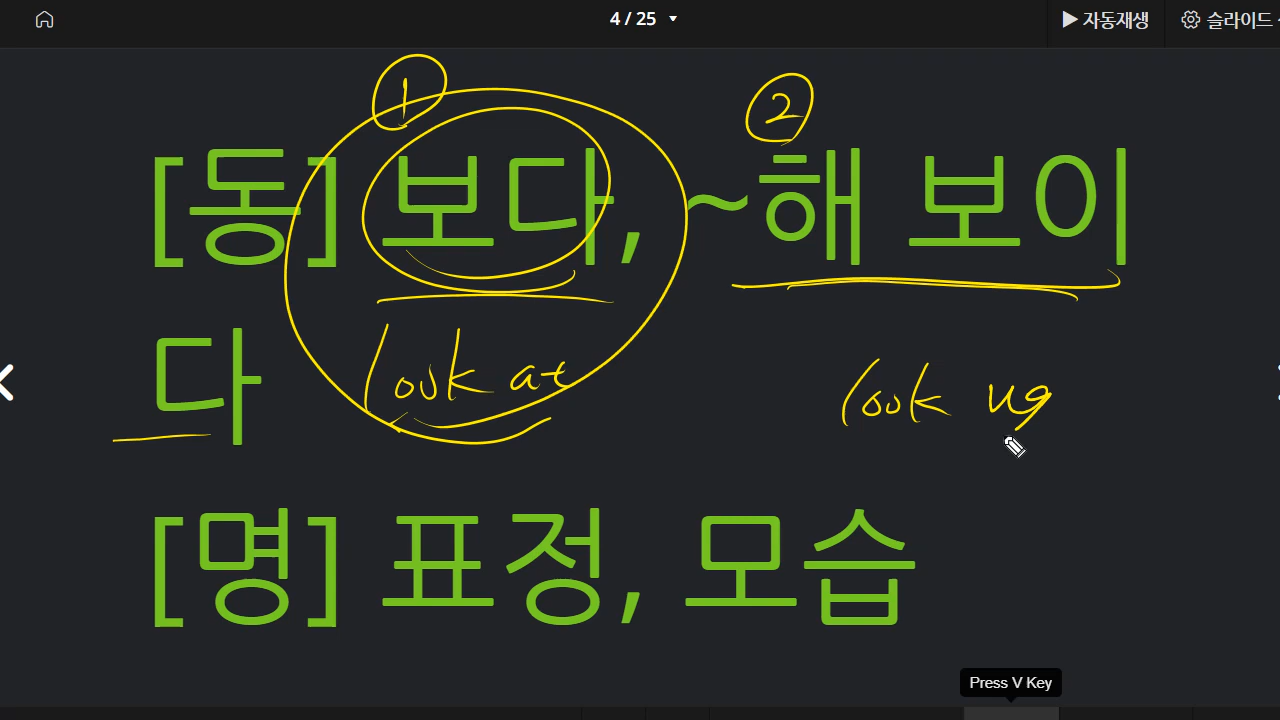 4 / 25
자동재생
슬라이드
1
2
[동] 보다, ~해 보이
다
look at
look
[명] 표정, 모습
Press V Key